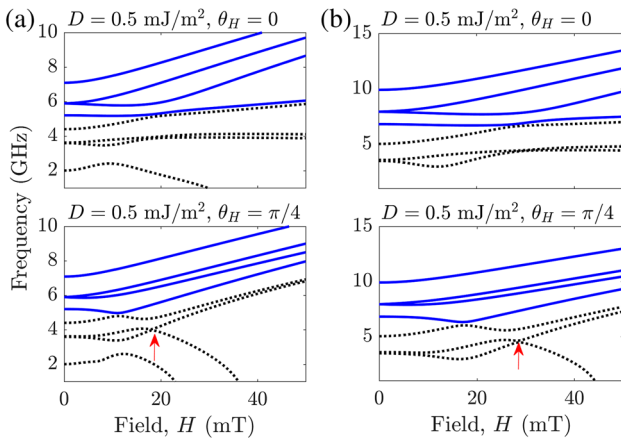 (a)
D = 0.5 mJ/m², θ_H = 0
10
8
6
4
2
D = 0.5 mJ/m², θ_H = π/4
10
8
6
4
2
0 20 40
Frequency (GHz)
Field, H (mT)
(b)
D = 0.5 mJ/m², θ_H = 0
15
10
5
D = 0.5 mJ/m², θ_H = π/4
15
10
5
0 20 40
Field, H (mT)